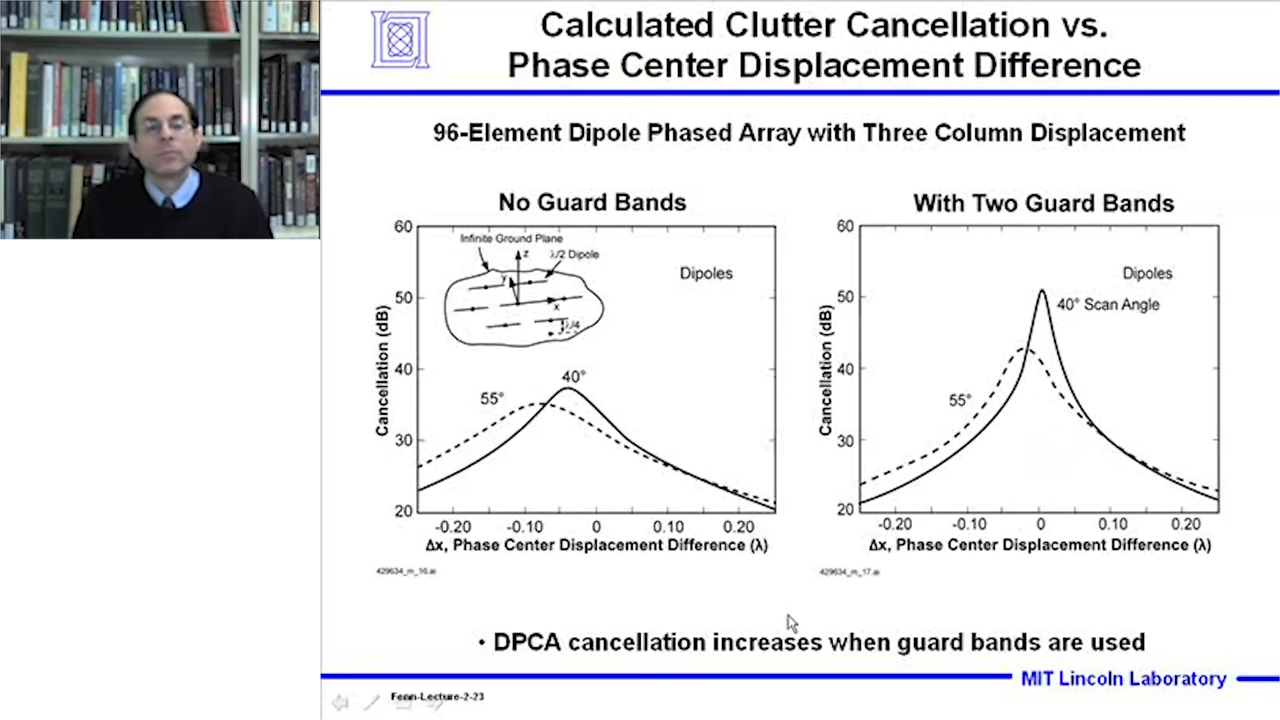 Calculated Clutter Cancellation vs.
Phase Center Displacement Difference
96-Element Dipole Phased Array with Three Column Displacement
No Guard Bands
60
50
40
30
20
Cancellation (dB)
Infinite Ground Plane
z
λ/2 Dipole
y
x
λ/4
Dipoles
55°
40°
-0.20
-0.10
0
0.10
0.20
Δx, Phase Center Displacement Difference (λ)
429634_m_16.ai
With Two Guard Bands
60
50
40
30
20
Cancellation (dB)
Dipoles
40° Scan Angle
55°
-0.20
-0.10
0
0.10
0.20
Δx, Phase Center Displacement Difference (λ)
429634_m_17.ai
• DPCA cancellation increases when guard bands are used
MIT Lincoln Laboratory
Fenn-Lecture-2-23